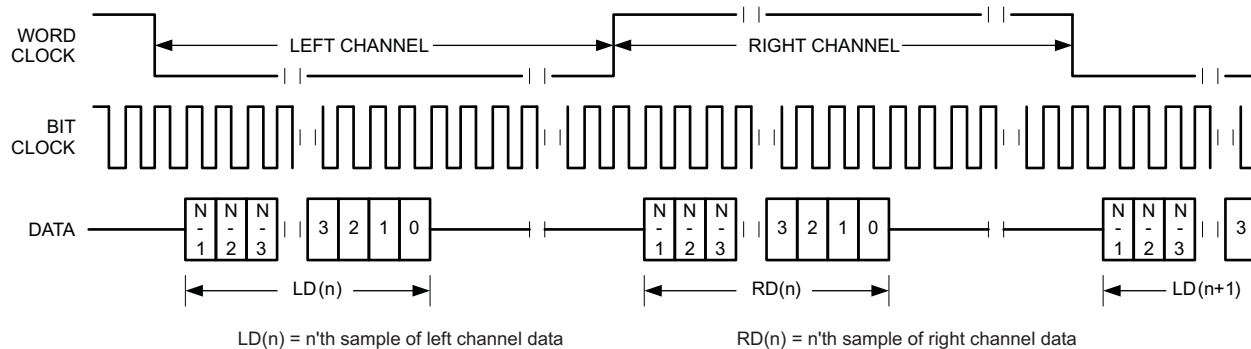 WORD
CLOCK
LEFT CHANNEL
RIGHT CHANNEL
BIT
CLOCK
DATA
N-1 N-2 N-3 3 2 1 0
N-1 N-2 N-3 3 2 1 0
N-1 N-2 N-3 3
LD(n)
RD(n)
LD(n+1)
LD(n) = n'th sample of left channel data
RD(n) = n'th sample of right channel data